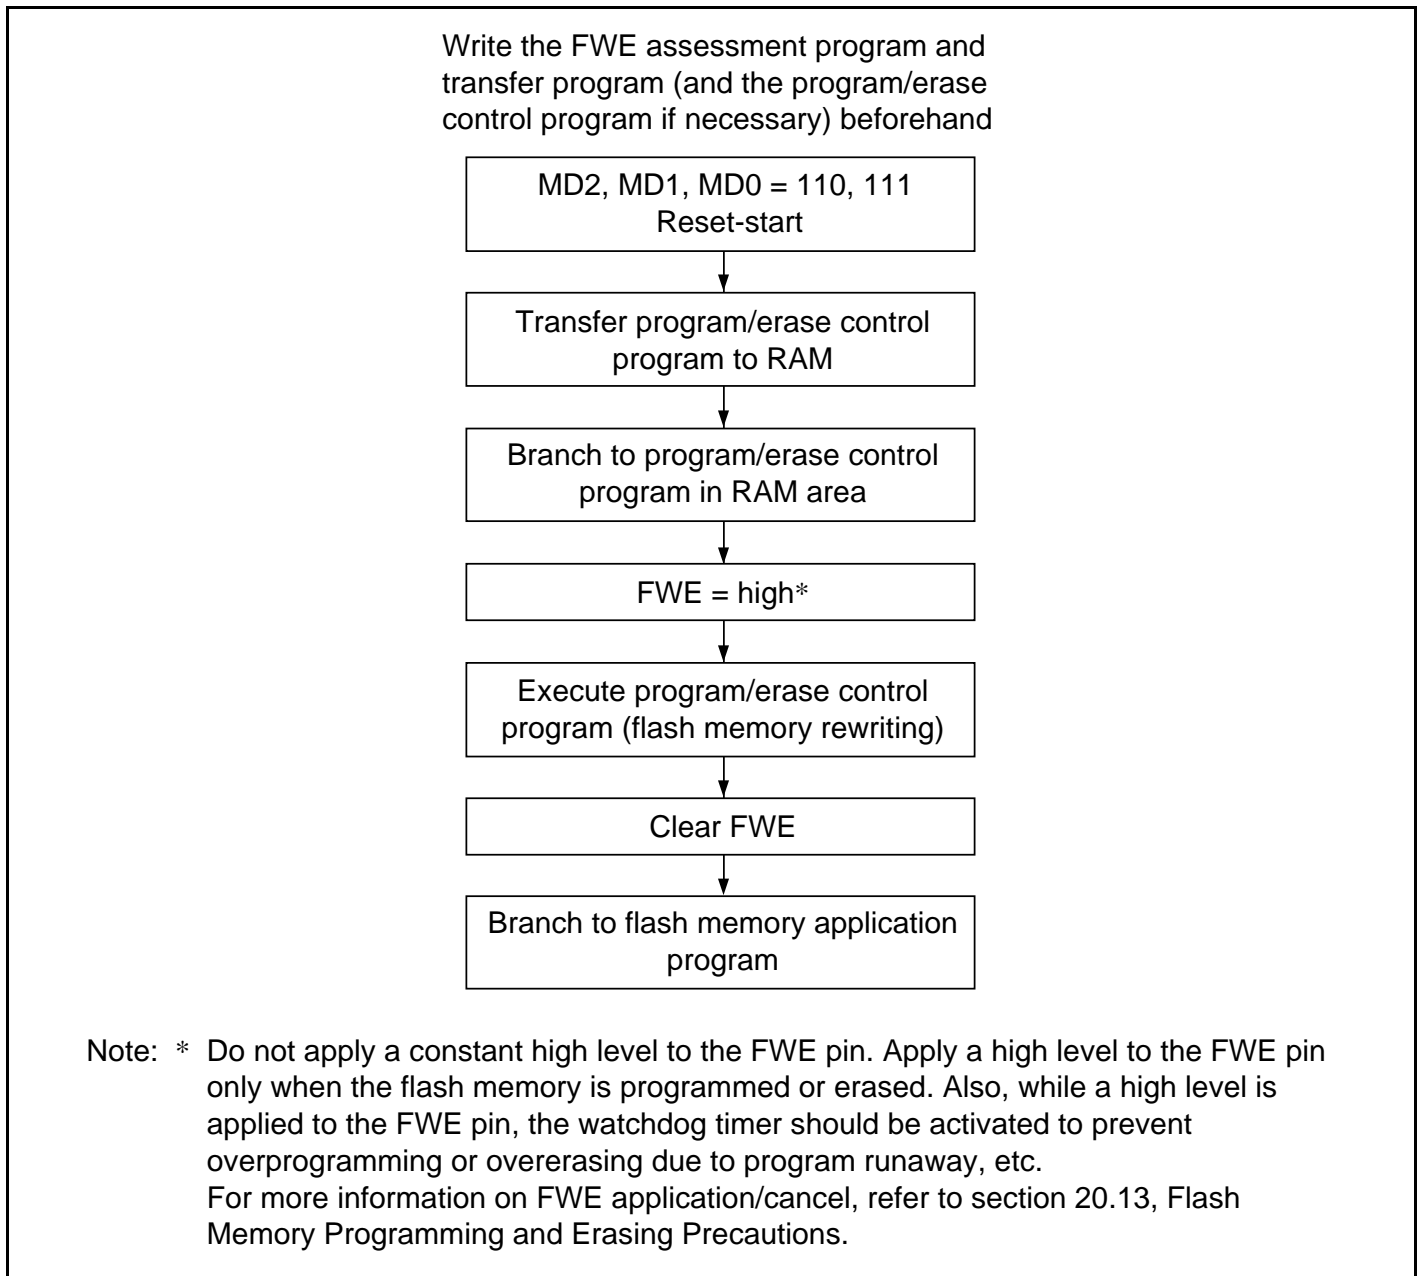 Write the FWE assessment program and
transfer program (and the program/erase
control program if necessary) beforehand
MD2, MD1, MD0 = 110, 111
Reset-start
Transfer program/erase control
program to RAM
Branch to program/erase control
program in RAM area
FWE = high*
Execute program/erase control
program (flash memory rewriting)
Clear FWE
Branch to flash memory application
program
Note: * Do not apply a constant high level to the FWE pin. Apply a high level to the FWE pin
only when the flash memory is programmed or erased. Also, while a high level is
applied to the FWE pin, the watchdog timer should be activated to prevent
overprogramming or overerasing due to program runaway, etc.
For more information on FWE application/cancel, refer to section 20.13, Flash
Memory Programming and Erasing Precautions.